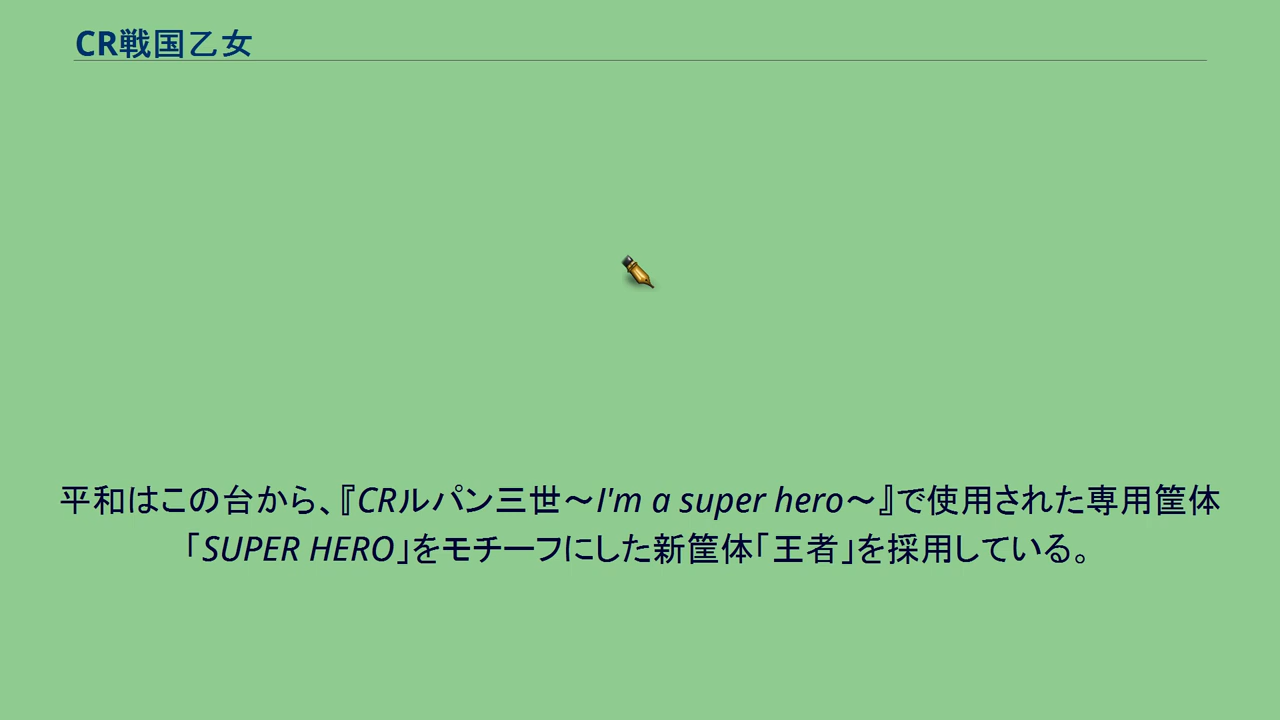 CR戦国乙女
平和はこの台から、『CRルパン三世〜I'm a super hero〜』で使用された専用筐体
「SUPER HERO」をモチーフにした新筐体「王者」を採用している。